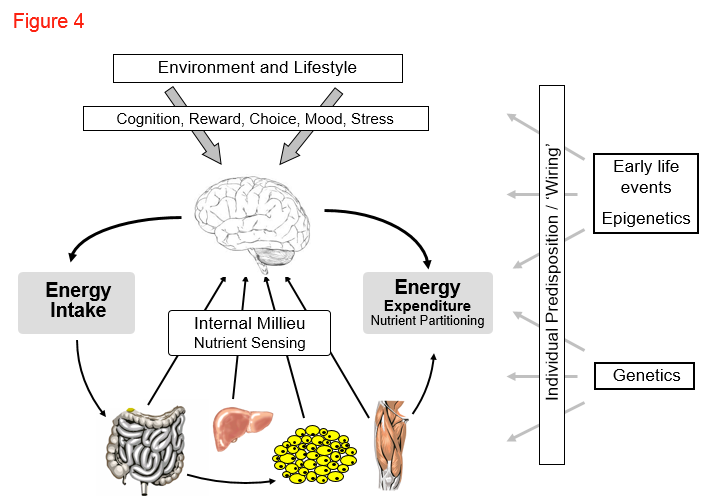 Figure 4
Environment and Lifestyle
Cognition, Reward, Choice, Mood, Stress
Energy
Intake
Energy
Expenditure
Nutrient Partitioning
Internal Millieu
Nutrient Sensing
Individual Predisposition / ‘Wiring’
Early life
events
Epigenetics
Genetics